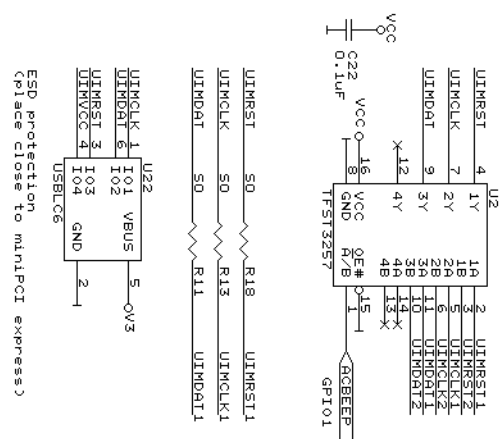 U2
TFST3257
UIMRST 4 1Y 1A 2 UIMRST1
1B 3 UIMRST2
UIMCLK 7 2Y 2A 5 UIMCLK1
2B 6 UIMCLK2
UIMDAT 9 3Y 3A 11 UIMDAT1
3B 10 UIMDAT2
12 4Y 4A 14
4B 13
VCC 16 VCC OE# 15
8 GND A/B 1 ACBEEP
GPIO1
VCC
C22
0.1uF
UIMRST S0 R18 UIMRST1
UIMCLK S0 R13 UIMCLK1
UIMDAT S0 R11 UIMDAT1
U22
UIMCLK 1 IO1 VBUS 5 V3
UIMDAT 6 IO2
UIMRST 3 IO3
UIMVCC 4 IO4 GND 2
USBLC6
ESD protection
(place close to miniPCI express)